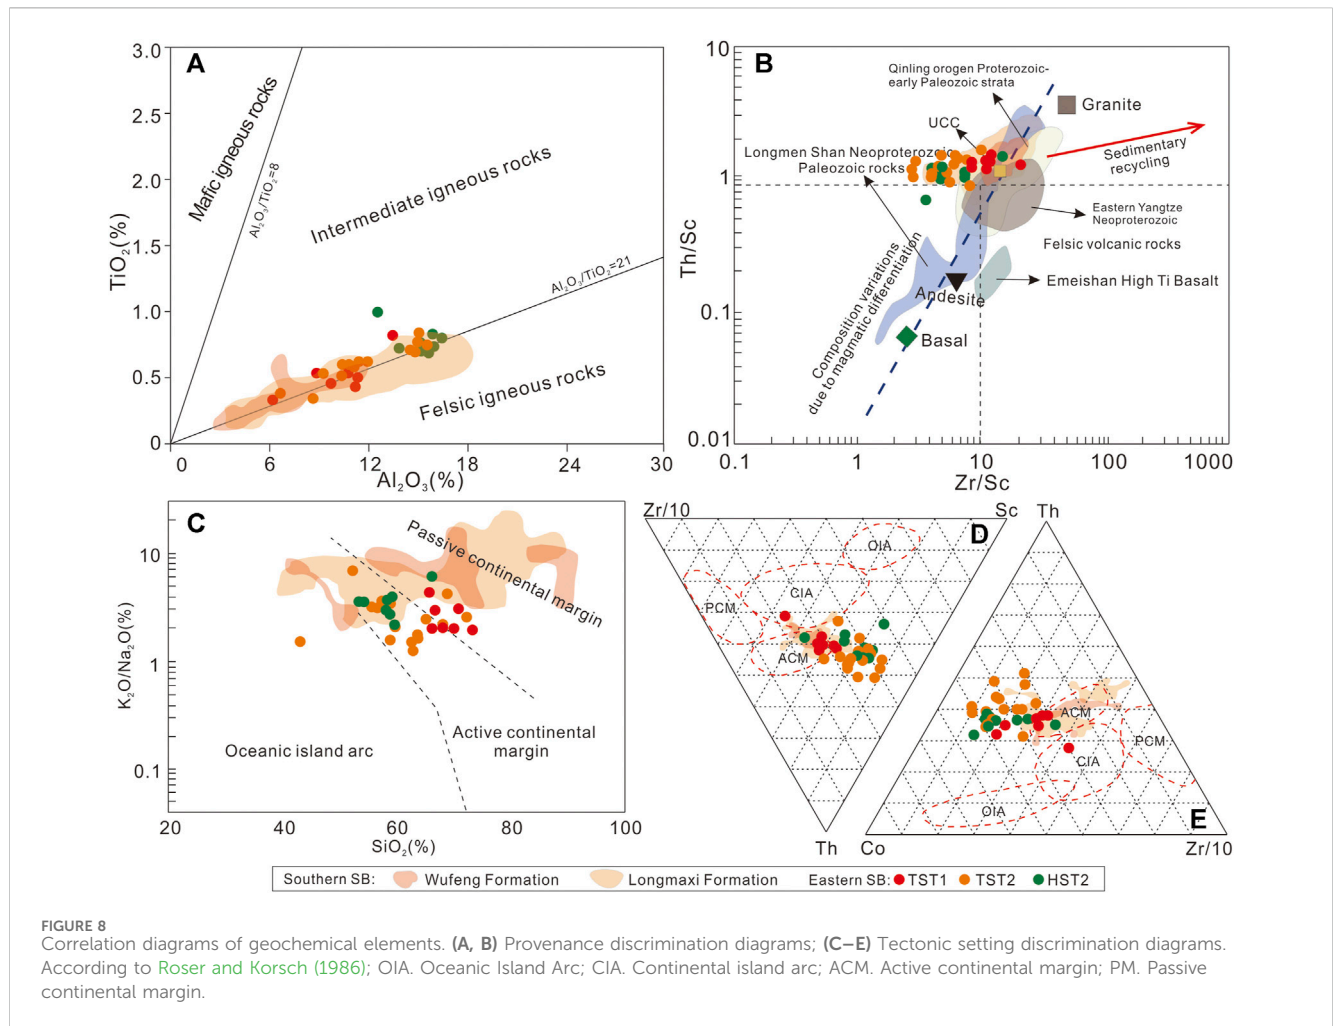 3.0
2.5
2.0
1.5
1.0
0.5
0
TiO₂(%)
A
Mafic igneous rocks
Al₂O₃/TiO₂=8
Intermediate igneous rocks
Al₂O₃/TiO₂=21
Felsic igneous rocks
0 6 12 18 24 30
Al₂O₃(%)
10
1
0.1
0.01
Th/Sc
B
Qinling orogen Proterozoic-
early Paleozoic strata
Granite
UCC
Longmen Shan Neoproterozoic
Paleozoic rocks
Sedimentary
recycling
Eastern Yangtze
Neoproterozoic
Felsic volcanic rocks
Emeishan High Ti Basalt
Andesite
Basal
Composition variations
due to magmatic differentiation
0.1 1 10 100 1000
Zr/Sc
C
10
1
0.1
K₂O/Na₂O(%)
Passive continental
margin
Active continental
margin
Oceanic island arc
20 40 60 80 100
SiO₂(%)
Zr/10 Sc
D
OIA
CIA
PCM
ACM
Th
Th
ACM
PCM
CIA
OIA
E
Co Zr/10
Southern SB: Wufeng Formation Longmaxi Formation Eastern SB: TST1 TST2 HST2
FIGURE 8
Correlation diagrams of geochemical elements. (A, B) Provenance discrimination diagrams; (C–E) Tectonic setting discrimination diagrams.
According to Roser and Korsch (1986); OIA. Oceanic Island Arc; CIA. Continental island arc; ACM. Active continental margin; PM. Passive
continental margin.